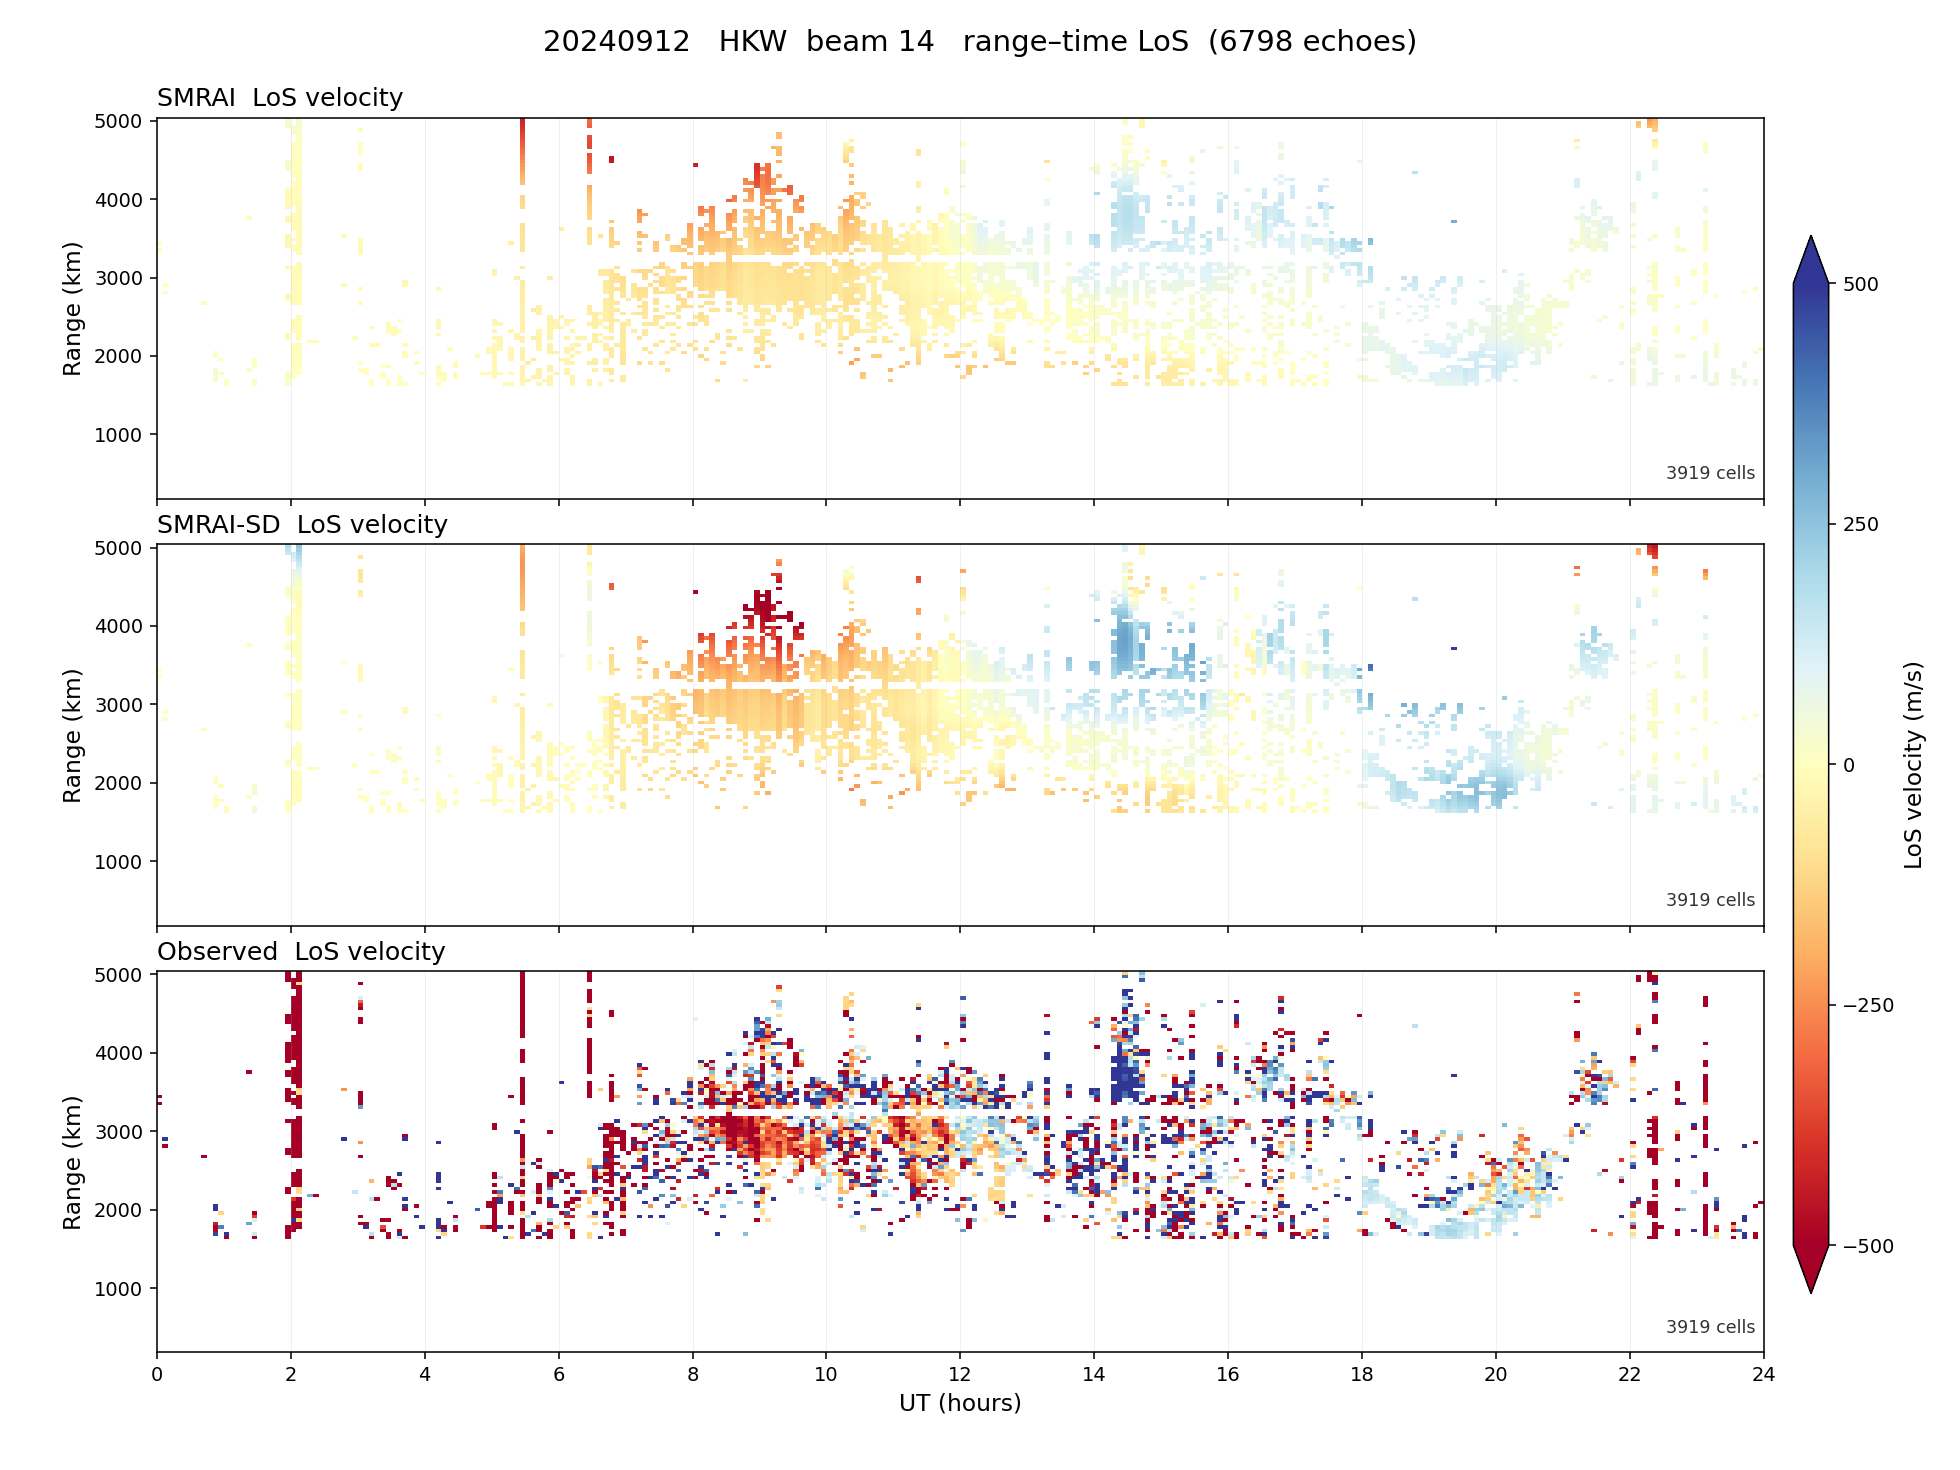 20240912   HKW  beam 14   range–time LoS  (6798 echoes)
SMRAI  LoS velocity
5000
4000
3000
2000
1000
Range (km)
3919 cells
SMRAI-SD  LoS velocity
5000
4000
3000
2000
1000
Range (km)
3919 cells
Observed  LoS velocity
5000
4000
3000
2000
1000
Range (km)
3919 cells
0 2 4 6 8 10 12 14 16 18 20 22 24
UT (hours)
500
250
0
−250
−500
LoS velocity (m/s)